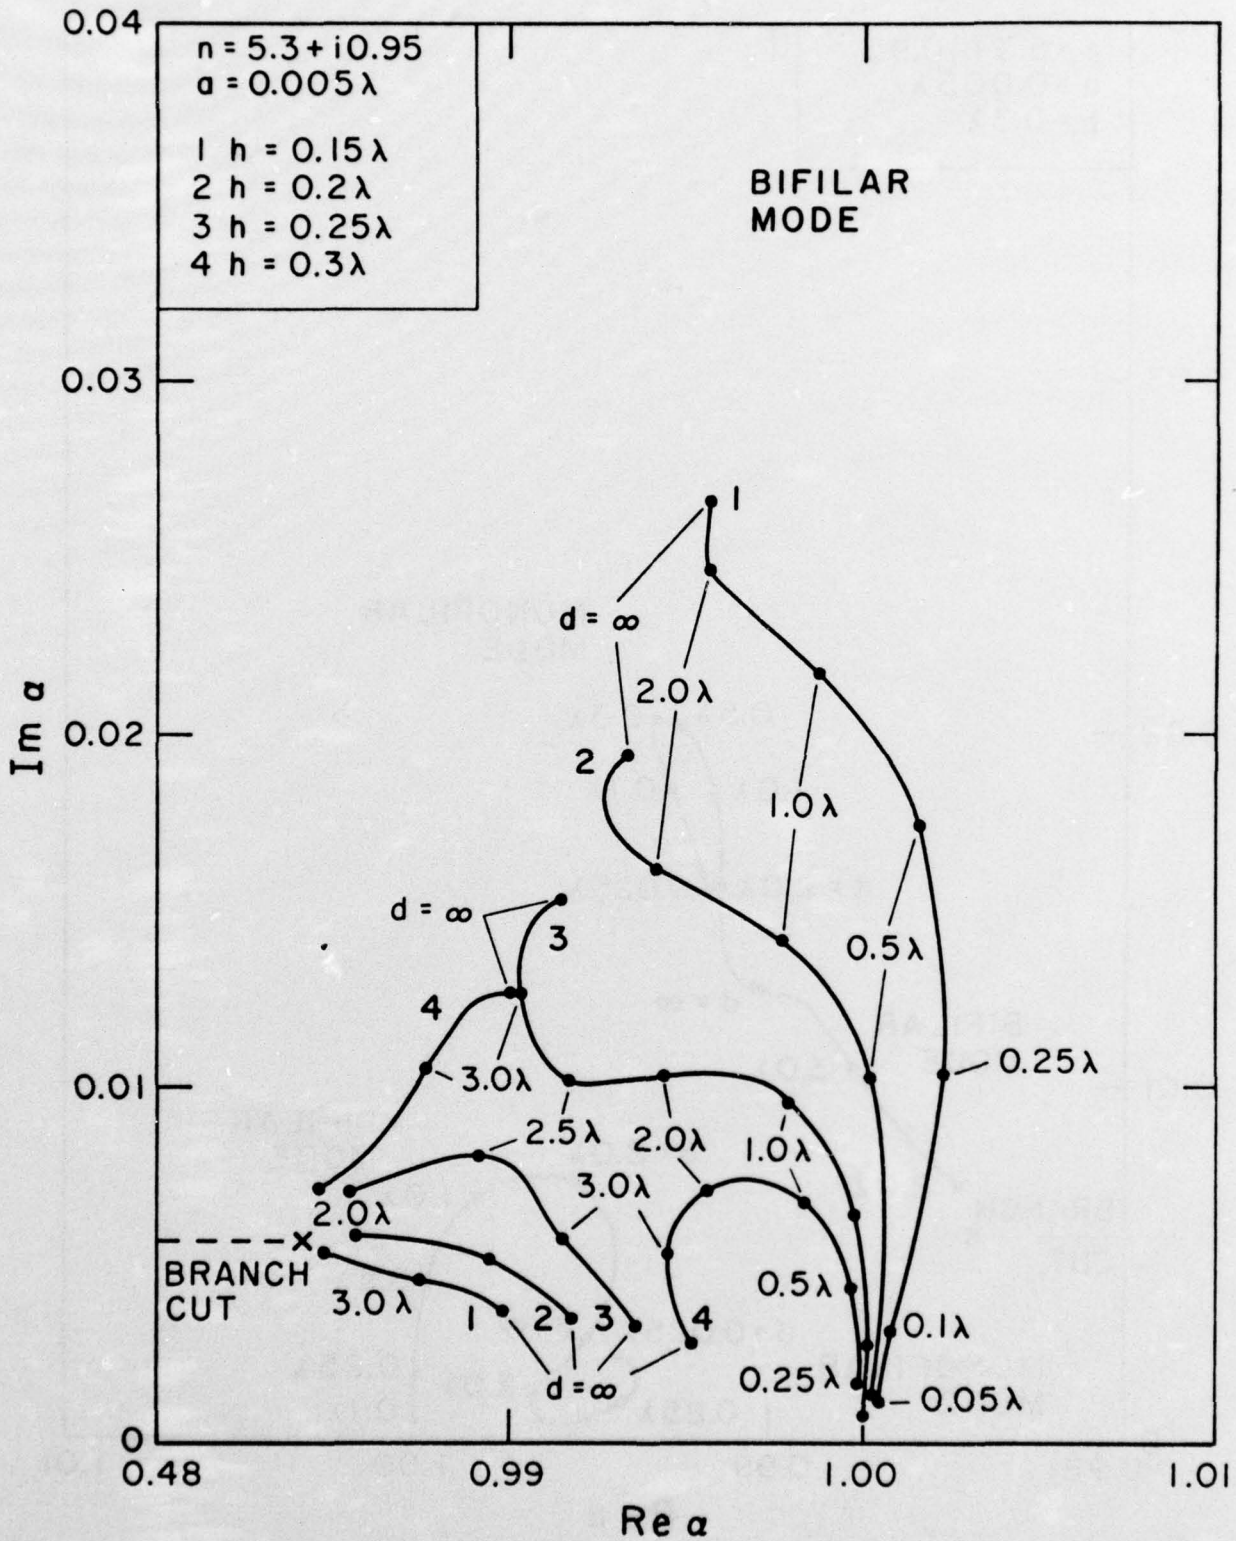 0.04
n = 5.3 + i0.95
a = 0.005λ
1 h = 0.15λ
2 h = 0.2λ
3 h = 0.25λ
4 h = 0.3λ
BIFILAR
MODE
0.03
1
d = ∞
2.0λ
0.02
2
1.0λ
d = ∞
3
0.5λ
4
0.01
3.0λ
0.25λ
2.5λ
2.0λ
1.0λ
3.0λ
2.0λ
x
BRANCH
CUT
3.0λ
1
2
3
4
0.5λ
0.1λ
d = ∞
0.25λ
0.05λ
0
0.48
0.99
1.00
1.01
Im α
Re α